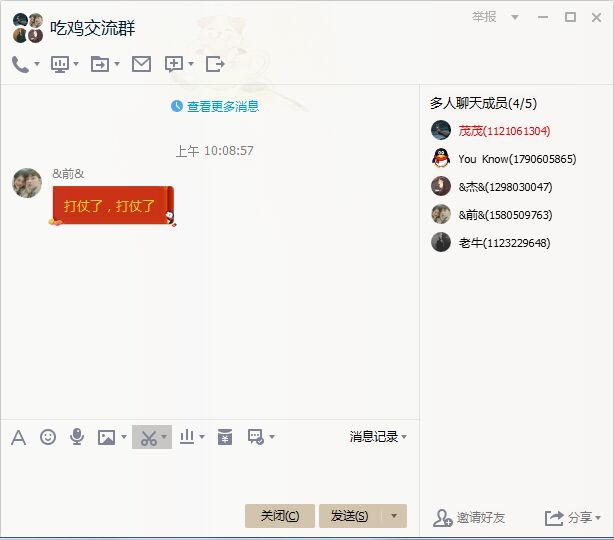 吃鸡交流群
举报
查看更多消息
多人聊天成员(4/5)
茂茂(1121061304)
You Know(1790605865)
&杰&(1298030047)
&前&(1580509763)
老牛(1123229648)
上午 10:08:57
&前&
打仗了，打仗了
消息记录
关闭(C)
发送(S)
邀请好友
分享